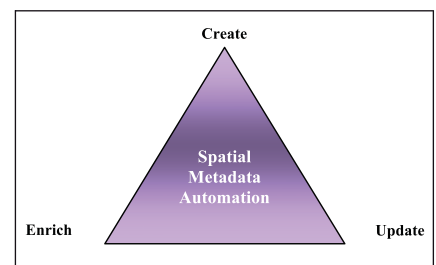 Create
Spatial
Metadata
Automation
Enrich
Update